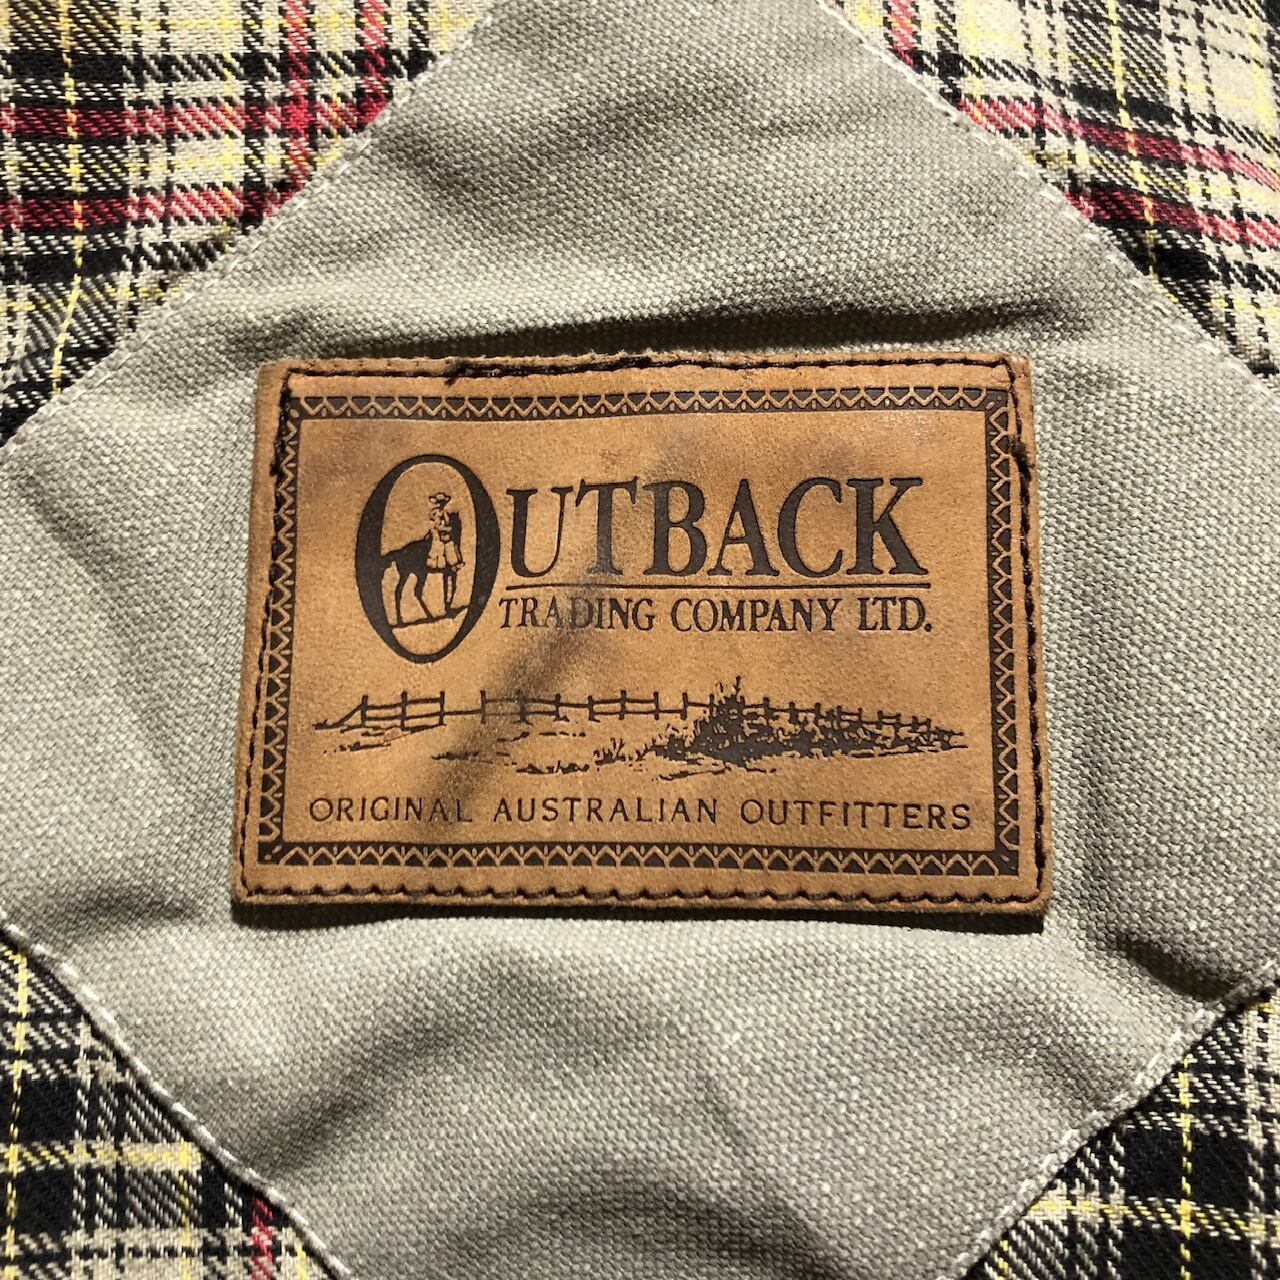 OUTBACK
TRADING COMPANY LTD.
ORIGINAL AUSTRALIAN OUTFITTERS